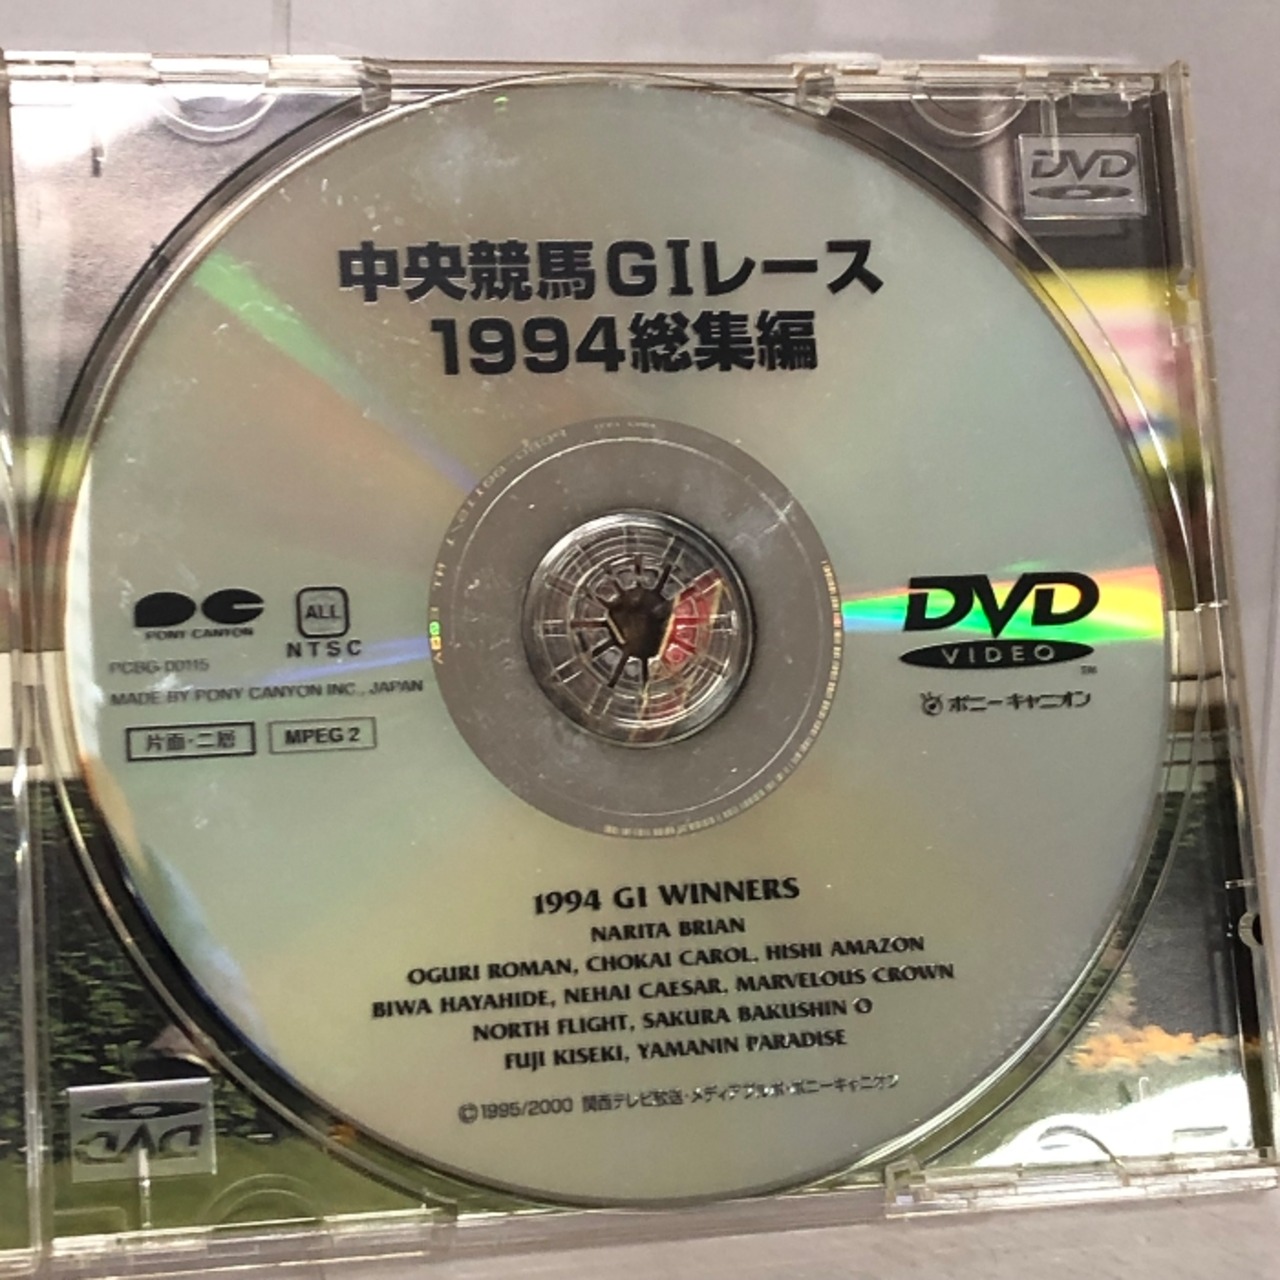 DVD
中央競馬GIレース
1994総集編
PONY CANYON
ALL
NTSC
PCBG-00115
MADE BY PONY CANYON INC., JAPAN
片面・二層
MPEG 2
DVD
VIDEO
TM
ポニーキャニオン
1994 GI WINNERS
NARITA BRIAN
OGURI ROMAN, CHOKAI CAROL, HISHI AMAZON
BIWA HAYAHIDE, NEHAI CAESAR, MARVELOUS CROWN
NORTH FLIGHT, SAKURA BAKUSHIN O
FUJI KISEKI, YAMANIN PARADISE
©1995/2000 関西テレビ放送・メディアブルボ・ポニーキャニオン
DVD